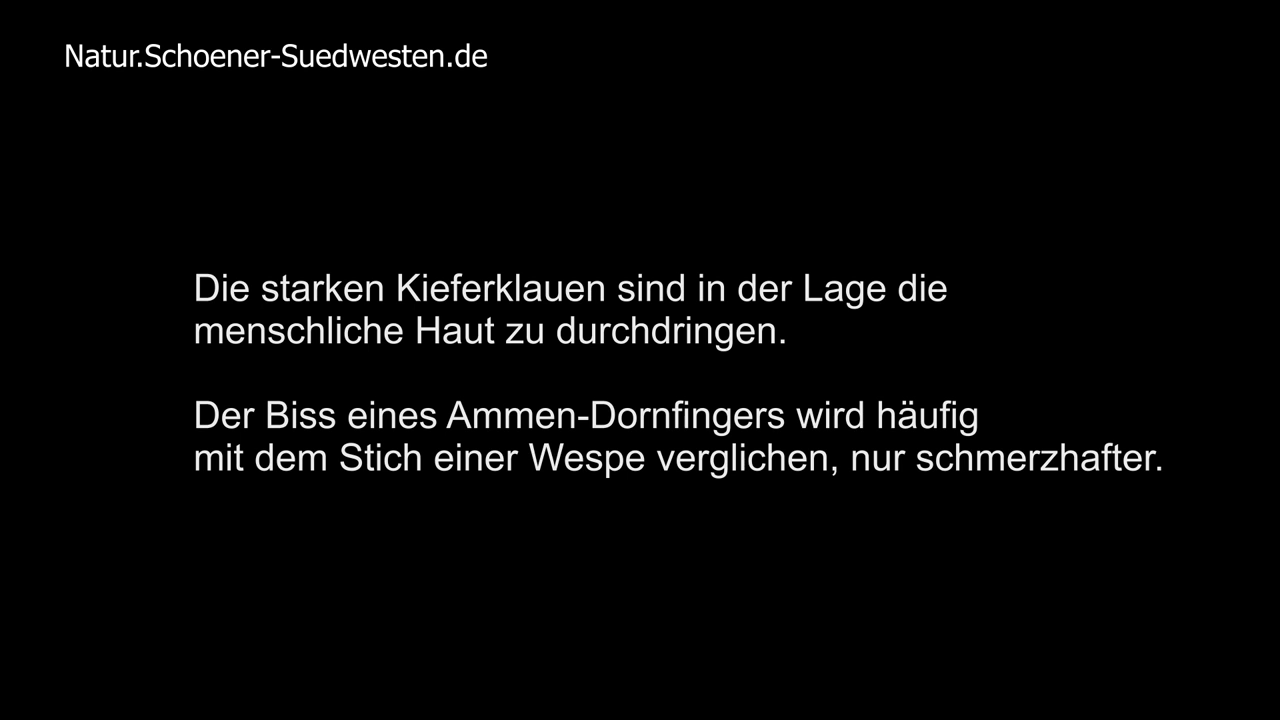 Natur.Schoener-Suedwesten.de
Die starken Kieferklauen sind in der Lage die
menschliche Haut zu durchdringen.
Der Biss eines Ammen-Dornfingers wird häufig
mit dem Stich einer Wespe verglichen, nur schmerzhafter.